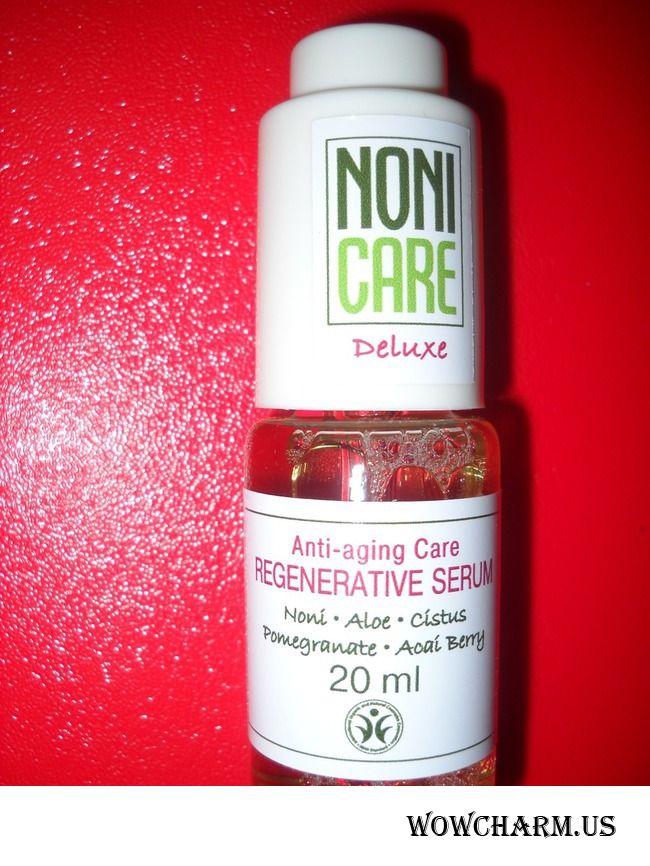 NONI
CARE
Deluxe
Anti-aging Care
REGENERATIVE SERUM
Noni • Aloe • Cistus
Pomegranate • Acai Berry
20 ml
WOWCHARM.US